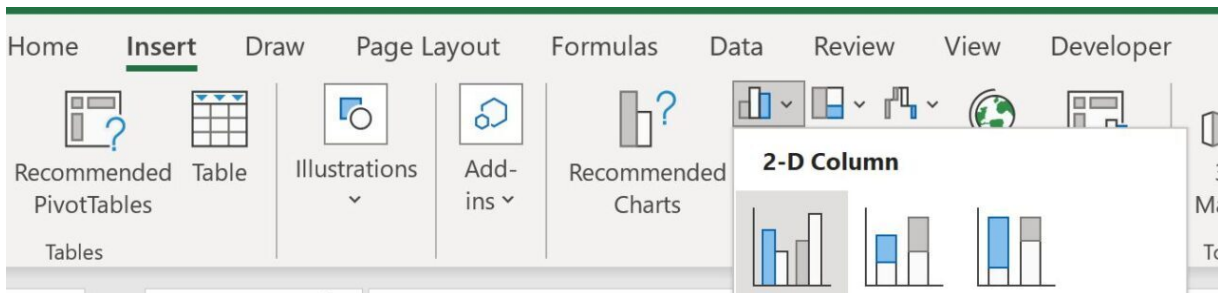 Home Insert Draw Page Layout Formulas Data Review View Developer
Recommended PivotTables
Table
Illustrations
Add-
ins
Recommended
Charts
2-D Column
Tables